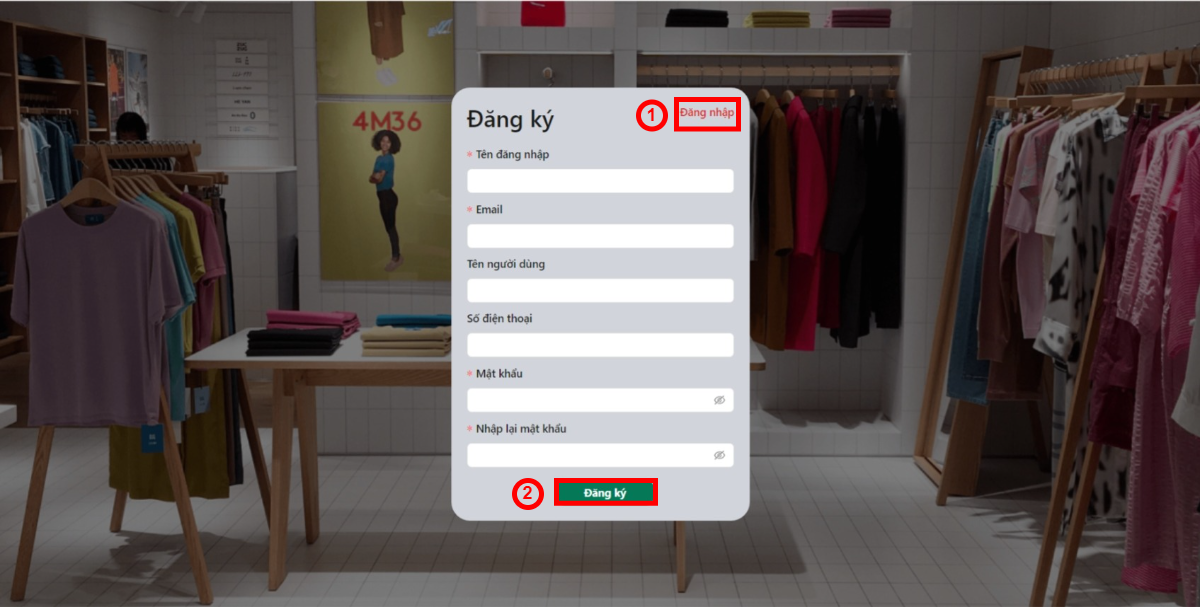 4M36
Đăng ký
1
Đăng nhập
* Tên đăng nhập
* Email
Tên người dùng
Số điện thoại
* Mật khẩu
* Nhập lại mật khẩu
2
Đăng ký